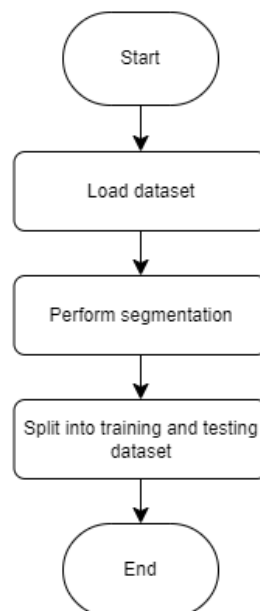 Start
Load dataset
Perform segmentation
Split into training and testing
dataset
End